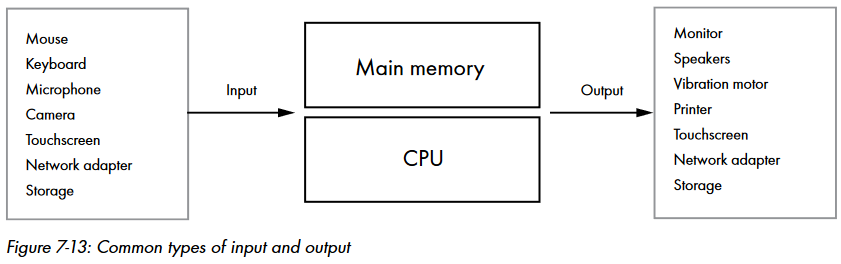 Mouse
Keyboard
Microphone
Camera
Touchscreen
Network adapter
Storage
Input
Main memory
CPU
Output
Monitor
Speakers
Vibration motor
Printer
Touchscreen
Network adapter
Storage
Figure 7-13: Common types of input and output